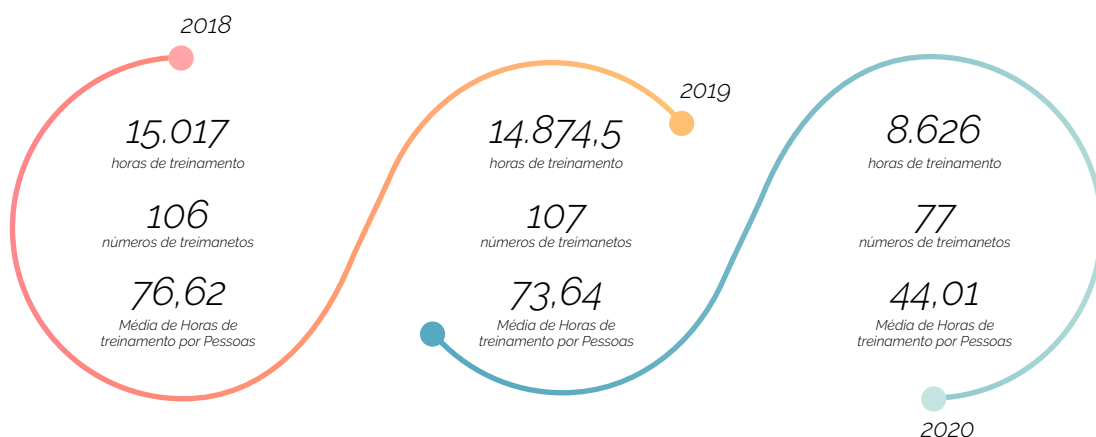 2018
15.017
horas de treinamento
106
números de treimanetos
76,62
Média de Horas de
treinamento por Pessoas
2019
14.874,5
horas de treinamento
107
números de treimanetos
73,64
Média de Horas de
treinamento por Pessoas
8.626
horas de treinamento
77
números de treimanetos
44,01
Média de Horas de
treinamento por Pessoas
2020